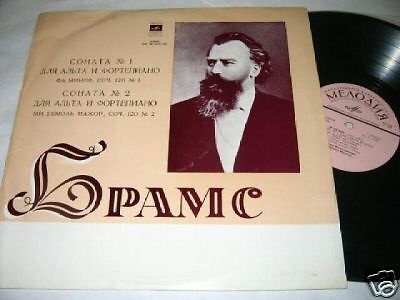 СОНАТА № 1
ДЛЯ АЛЬТА И ФОРТЕПИАНО
ФА МИНОР, СОЧ. 120 № 1
СОНАТА № 2
ДЛЯ АЛЬТА И ФОРТЕПИАНО
МИ БЕМОЛЬ МАЖОР, СОЧ. 120 № 2
БРАМС
МЕЛОДИЯ